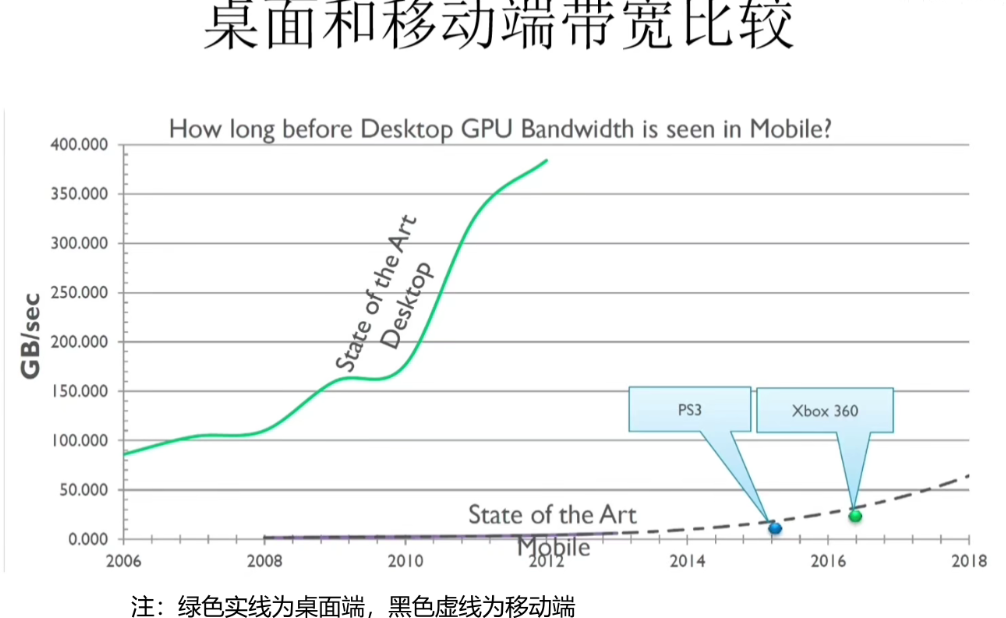 桌面和移动端带宽比较
How long before Desktop GPU Bandwidth is seen in Mobile?
400.000
350.000
300.000
250.000
200.000
150.000
100.000
50.000
0.000
GB/sec
State of the Art
Desktop
PS3
Xbox 360
State of the Art
Mobile
2006
2008
2010
2012
2014
2016
2018
注：绿色实线为桌面端，黑色虚线为移动端